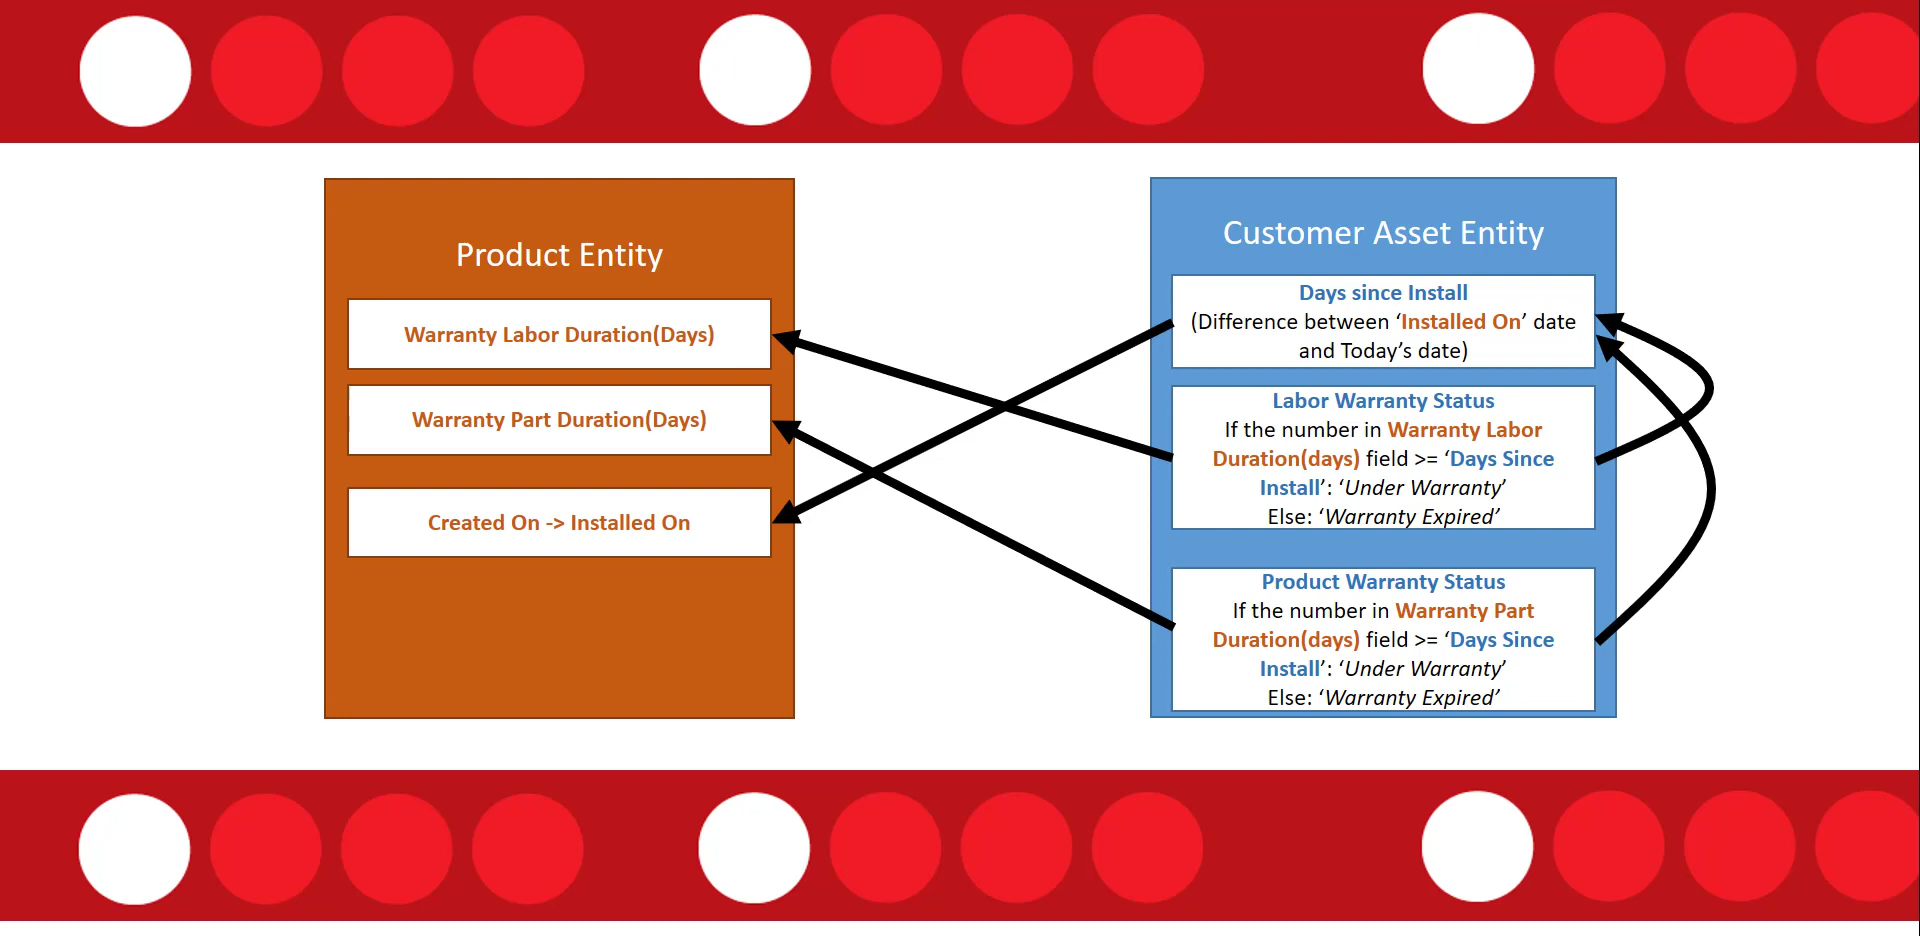 Product Entity
Warranty Labor Duration(Days)
Warranty Part Duration(Days)
Created On -> Installed On
Customer Asset Entity
Days since Install
(Difference between ‘Installed On’ date
and Today’s date)
Labor Warranty Status
If the number in Warranty Labor
Duration(days) field >= ‘Days Since
Install’: ‘Under Warranty’
Else: ‘Warranty Expired’
Product Warranty Status
If the number in Warranty Part
Duration(days) field >= ‘Days Since
Install’: ‘Under Warranty’
Else: ‘Warranty Expired’